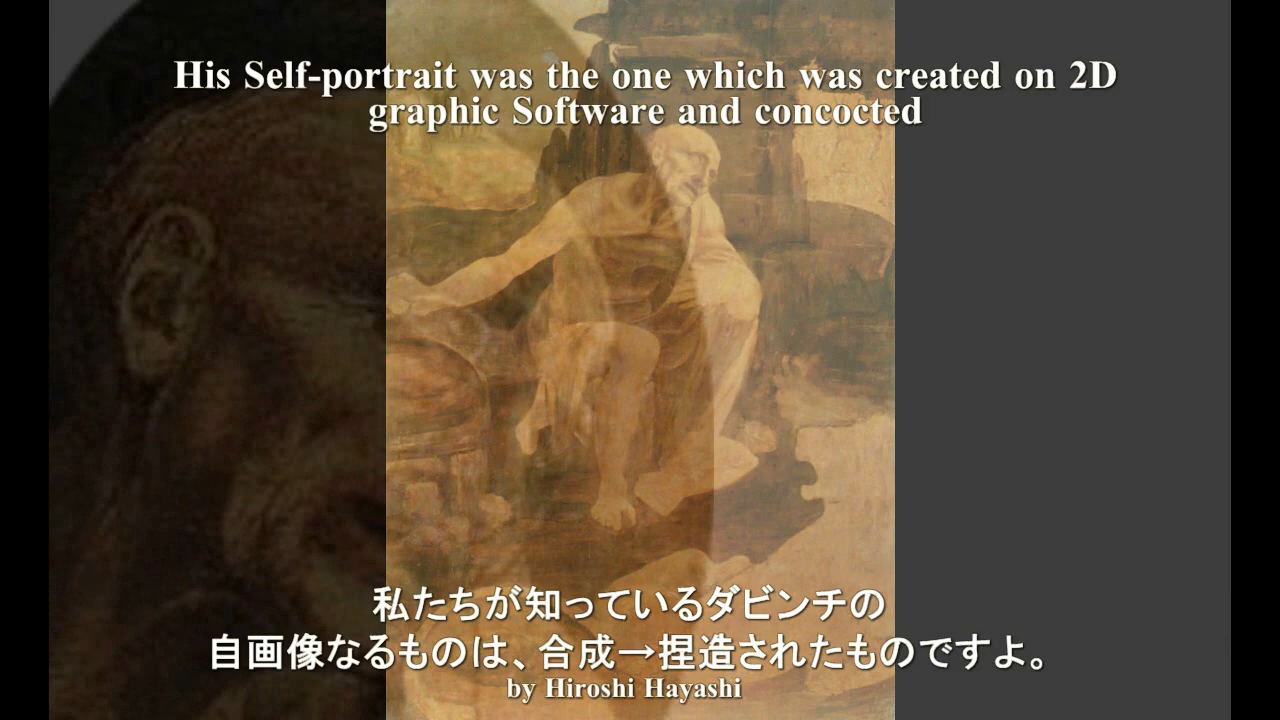 His Self-portrait was the one which was created on 2D
graphic Software and concocted
私たちが知っているダビンチの
自画像なるものは、合成→捏造されたものですよ。
by Hiroshi Hayashi